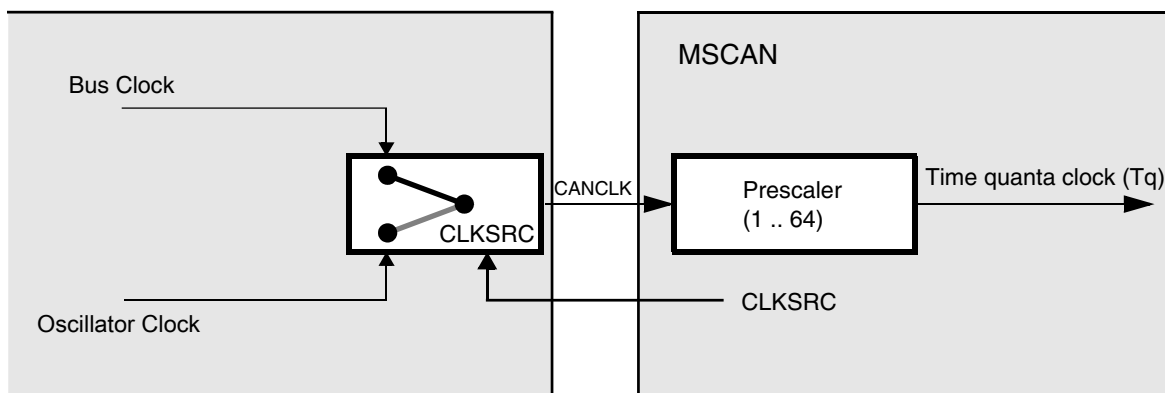 MSCAN
Bus Clock
CANCLK
Prescaler
(1 .. 64)
Time quanta clock (Tq)
CLKSRC
CLKSRC
Oscillator Clock